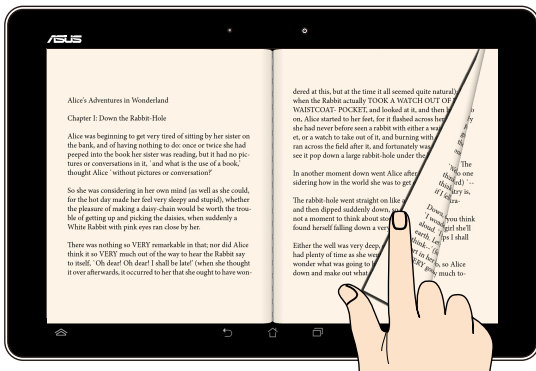 ASUS
Alice's Adventures in Wonderland
Chapter I: Down the Rabbit-Hole
Alice was beginning to get very tired of sitting by her sister on
the bank, and of having nothing to do: once or twice she had
peeped into the book her sister was reading, but it had no pic-
tures or conversations in it, `and what is the use of a book,'
thought Alice `without pictures or conversation?'
So she was considering in her own mind (as well as she could,
for the hot day made her feel very sleepy and stupid), whether
the pleasure of making a daisy-chain would be worth the trou-
ble of getting up and picking the daisies, when suddenly a
White Rabbit with pink eyes ran close by her.
There was nothing so VERY remarkable in that; nor did Alice
think it so VERY much out of the way to hear the Rabbit say
to itself, `Oh dear! Oh dear! I shall be late!' (when she thought
it over afterwards, it occurred to her that she ought to have won-
dered at this, but at the time it all seemed quite natural)
when the Rabbit actually TOOK A WATCH OUT OF
WAISTCOAT- POCKET, and looked at it, and then
on, Alice started to her feet, for it flashed across her
she had never before seen a rabbit with either a
et, or a watch to take out of it, and burning with
ran across the field after it, and fortunately was
see it pop down a large rabbit-hole under the
In another moment down went Alice after
sidering how in the world she was to get
The rabbit-hole went straight on like a
and then dipped suddenly down, so
not a moment to think about
found herself falling down a very
Either the well was very deep,
had plenty of time as she went
wonder what was going to
down and make out what
The
one
you think
girl she'll
I shall
so Alice
much to-